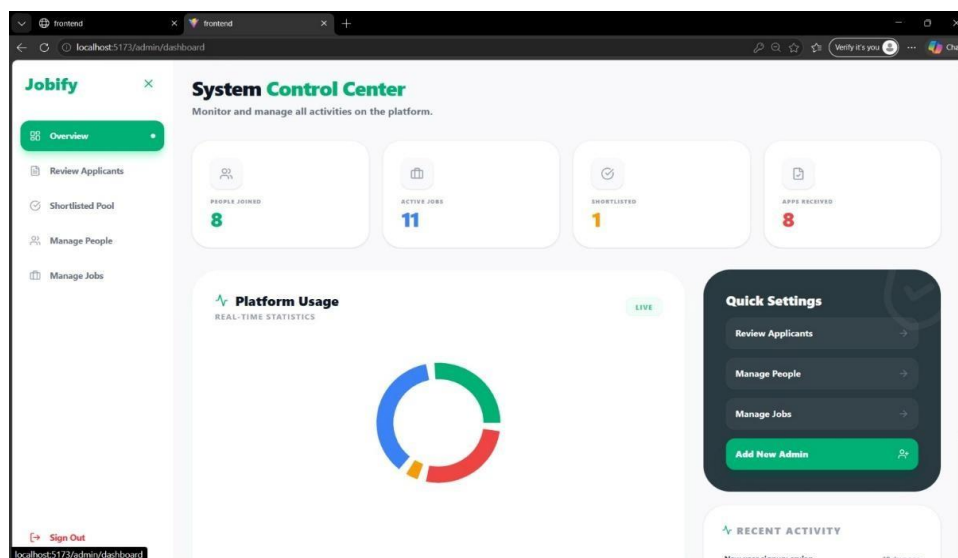 frontend
frontend
localhost:5173/admin/dashboard
Verify it's you
Jobify
Overview
Review Applicants
Shortlisted Pool
Manage People
Manage Jobs
Sign Out
localhost:5173/admin/dashboard
System Control Center
Monitor and manage all activities on the platform.
PEOPLE JOINED
8
ACTIVE JOBS
11
SHORTLISTED
1
APPS RECEIVED
8
Platform Usage
REAL-TIME STATISTICS
LIVE
Quick Settings
Review Applicants
Manage People
Manage Jobs
Add New Admin
RECENT ACTIVITY